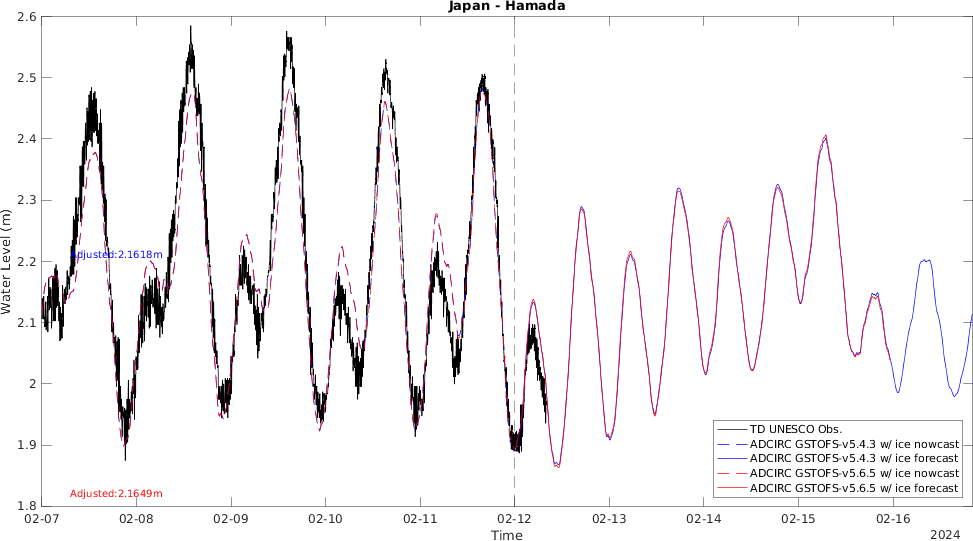 Japan - Hamada
2.6
2.5
2.4
2.3
2.2
2.1
2
1.9
1.8
Water Level (m)
Adjusted:2.1618m
Adjusted:2.1649m
TD UNESCO Obs.
ADCIRC GSTOFS-v5.4.3 w/ ice nowcast
ADCIRC GSTOFS-v5.4.3 w/ ice forecast
ADCIRC GSTOFS-v5.6.5 w/ ice nowcast
ADCIRC GSTOFS-v5.6.5 w/ ice forecast
02-07 02-08 02-09 02-10 02-11 02-12 02-13 02-14 02-15 02-16
Time
2024